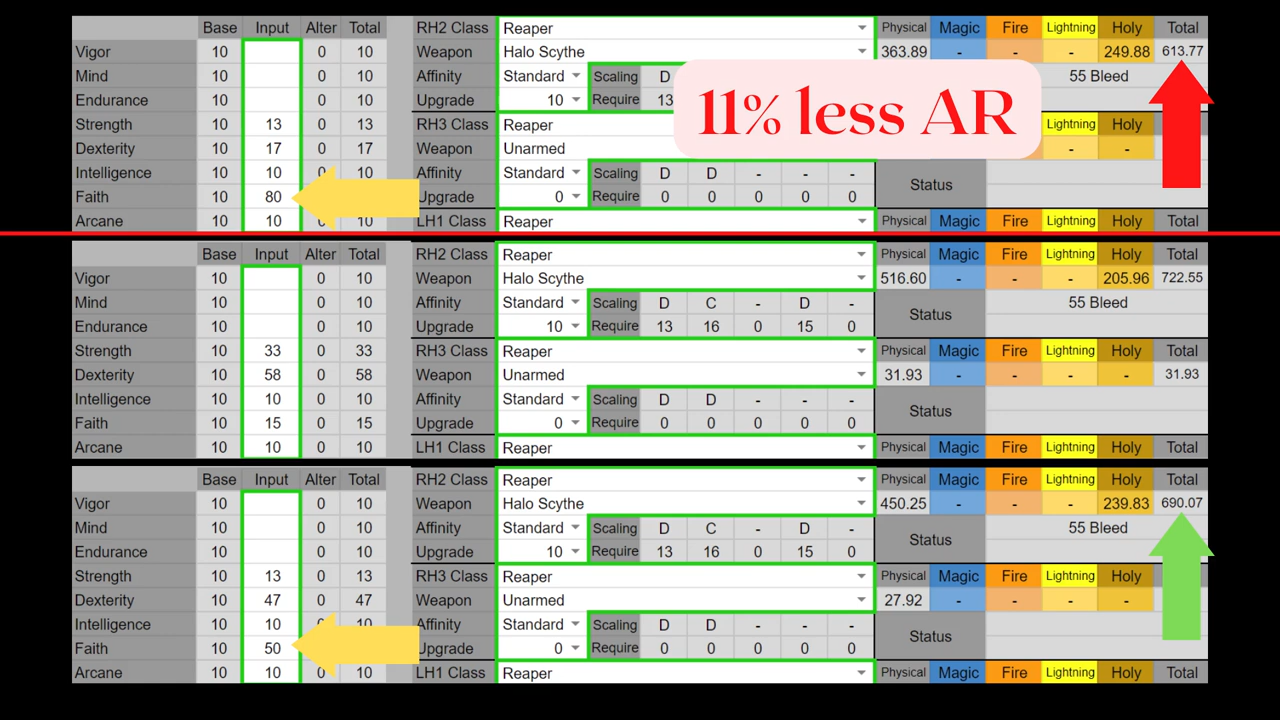 Base Input Alter Total RH2 Class Reaper Physical Magic Fire Lightning Holy Total
Vigor 10 0 10 Weapon Halo Scythe 363.89 - - - 249.88 613.77
Mind 10 0 10 Affinity Standard Scaling D 55 Bleed
Endurance 10 0 10 Upgrade 10 Require 13
11% less AR
Strength 10 13 0 13 RH3 Class Reaper Lightning Holy Total
Dexterity 10 17 0 17 Weapon Unarmed - -
Intelligence 10 10 0 10 Affinity Standard Scaling D D - - - Status
Faith 10 80 Upgrade 0 Require 0 0 0 0 0
Arcane 10 10 0 10 LH1 Class Reaper Physical Magic Fire Lightning Holy Total
Base Input Alter Total RH2 Class Reaper Physical Magic Fire Lightning Holy Total
Vigor 10 0 10 Weapon Halo Scythe 516.60 - - - 205.96 722.55
Mind 10 0 10 Affinity Standard Scaling D C - D - Status 55 Bleed
Endurance 10 0 10 Upgrade 10 Require 13 16 0 15 0
Strength 10 33 0 33 RH3 Class Reaper Physical Magic Fire Lightning Holy Total
Dexterity 10 58 0 58 Weapon Unarmed 31.93 - - - - 31.93
Intelligence 10 10 0 10 Affinity Standard Scaling D D - - - Status
Faith 10 15 0 15 Upgrade 0 Require 0 0 0 0 0
Arcane 10 10 0 10 LH1 Class Reaper Physical Magic Fire Lightning Holy Total
Base Input Alter Total RH2 Class Reaper Physical Magic Fire Lightning Holy Total
Vigor 10 0 10 Weapon Halo Scythe 450.25 - - - 239.83 690.07
Mind 10 0 10 Affinity Standard Scaling D C - D - Status 55 Bleed
Endurance 10 0 10 Upgrade 10 Require 13 16 0 15 0
Strength 10 13 0 13 RH3 Class Reaper Physical Magic Fire Lightning Holy
Dexterity 10 47 0 47 Weapon Unarmed 27.92 - - - -
Intelligence 10 10 0 10 Affinity Standard Scaling D D - - - Status
Faith 10 50 Upgrade 0 Require 0 0 0 0 0
Arcane 10 10 0 10 LH1 Class Reaper Physical Magic Fire Lightning Holy Total